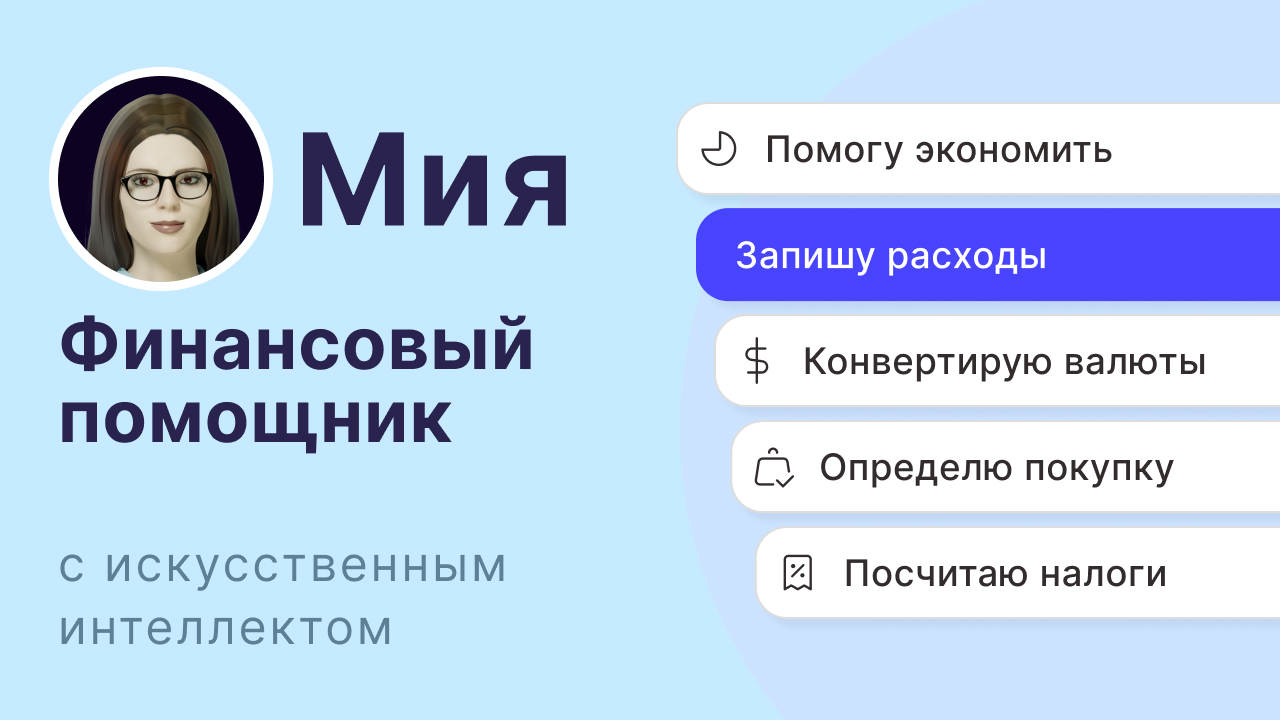 Мия
Финансовый
помощник
с искусственным
интеллектом
Помогу экономить
Запишу расходы
Конвертирую валюты
Определю покупку
Посчитаю налоги